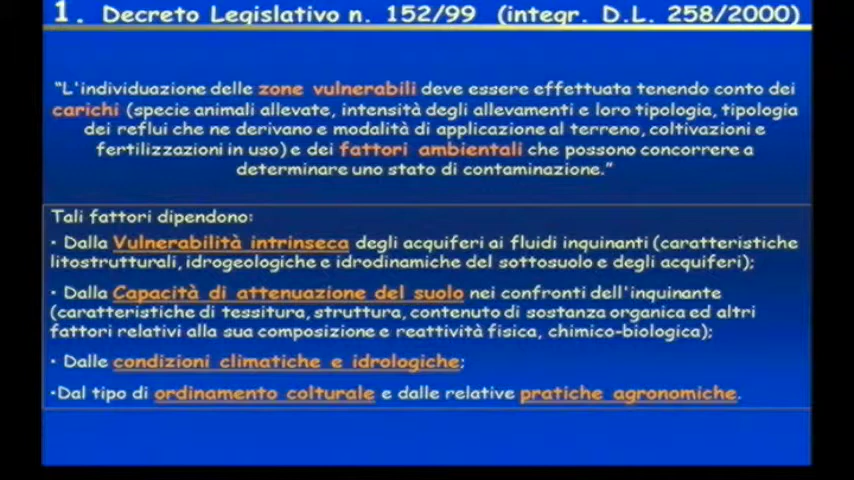 1. Decreto Legislativo n. 152/99 (integr. D.L. 258/2000)
"L'individuazione delle zone vulnerabili deve essere effettuata tenendo conto dei
carichi (specie animali allevate, intensità degli allevamenti e loro tipologia, tipologia
dei reflui che ne derivano e modalità di applicazione al terreno, coltivazioni e
fertilizzazioni in uso) e dei fattori ambientali che possono concorrere a
determinare uno stato di contaminazione."
Tali fattori dipendono:
• Dalla Vulnerabilità intrinseca degli acquiferi ai fluidi inquinanti (caratteristiche
litostrutturali, idrogeologiche e idrodinamiche del sottosuolo e degli acquiferi);
• Dalla Capacità di attenuazione del suolo nei confronti dell'inquinante
(caratteristiche di tessitura, struttura, contenuto di sostanza organica ed altri
fattori relativi alla sua composizione e reattività fisica, chimico-biologica);
• Dalle condizioni climatiche e idrologiche;
•Dal tipo di ordinamento colturale e dalle relative pratiche agronomiche.